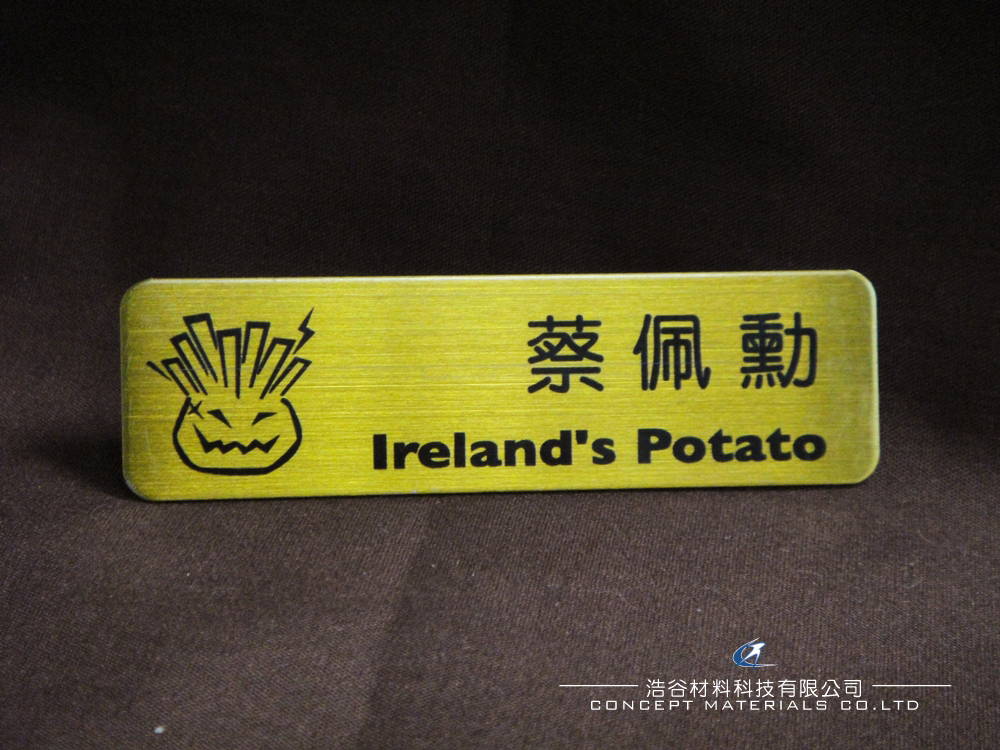 蔡佩勳
Ireland's Potato
浩谷材料科技有限公司
CONCEPT MATERIALS CO.LTD